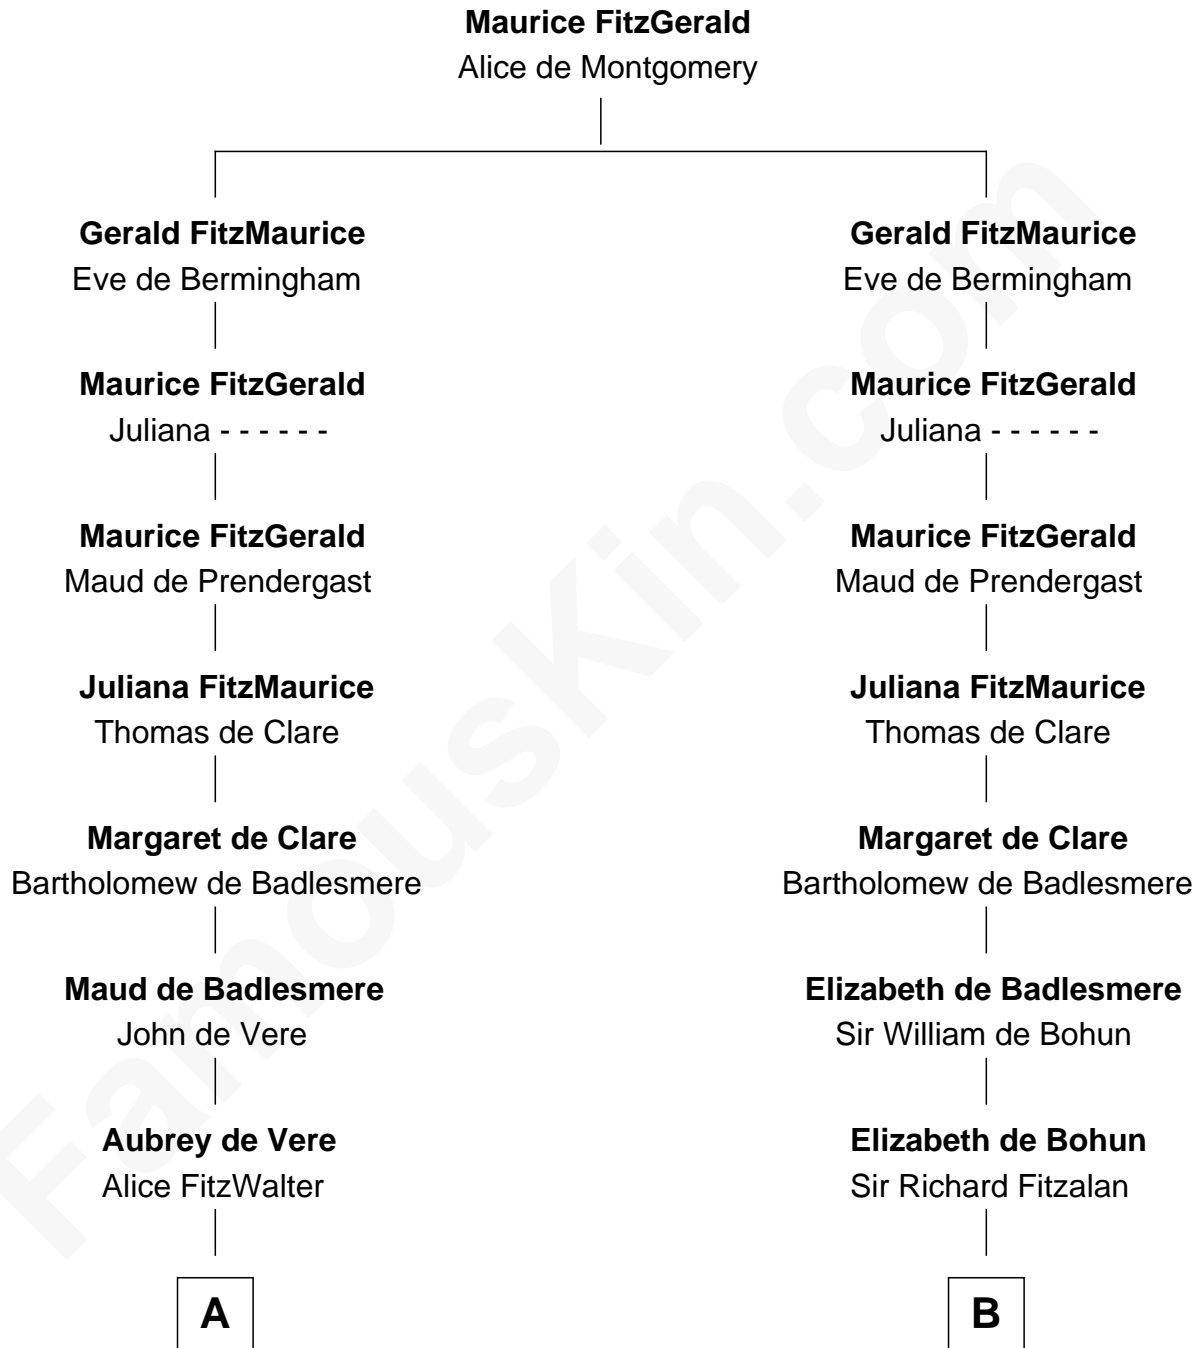 Maurice FitzGerald
Alice de Montgomery
Gerald FitzMaurice
Eve de Bermingham
Maurice FitzGerald
Juliana - - - - - -
Maurice FitzGerald
Maud de Prendergast
Juliana FitzMaurice
Thomas de Clare
Margaret de Clare
Bartholomew de Badlesmere
Maud de Badlesmere
John de Vere
Aubrey de Vere
Alice FitzWalter
A
Gerald FitzMaurice
Eve de Bermingham
Maurice FitzGerald
Juliana - - - - - -
Maurice FitzGerald
Maud de Prendergast
Juliana FitzMaurice
Thomas de Clare
Margaret de Clare
Bartholomew de Badlesmere
Elizabeth de Badlesmere
Sir William de Bohun
Elizabeth de Bohun
Sir Richard Fitzalan
B
FamousKin.com